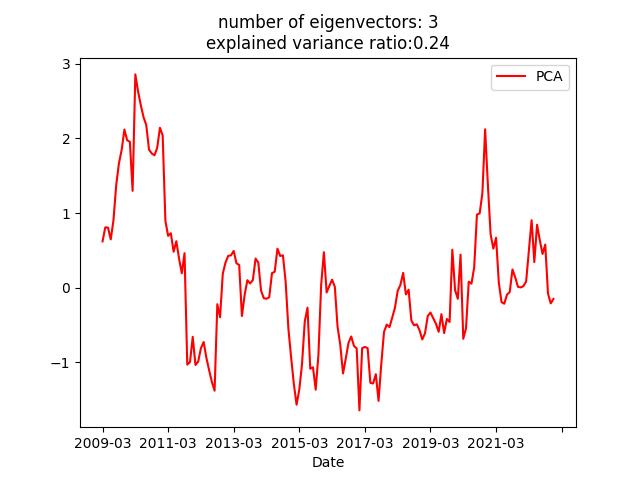 number of eigenvectors: 3
explained variance ratio:0.24
PCA
3
2
1
0
−1
2009-03 2011-03 2013-03 2015-03 2017-03 2019-03 2021-03
Date